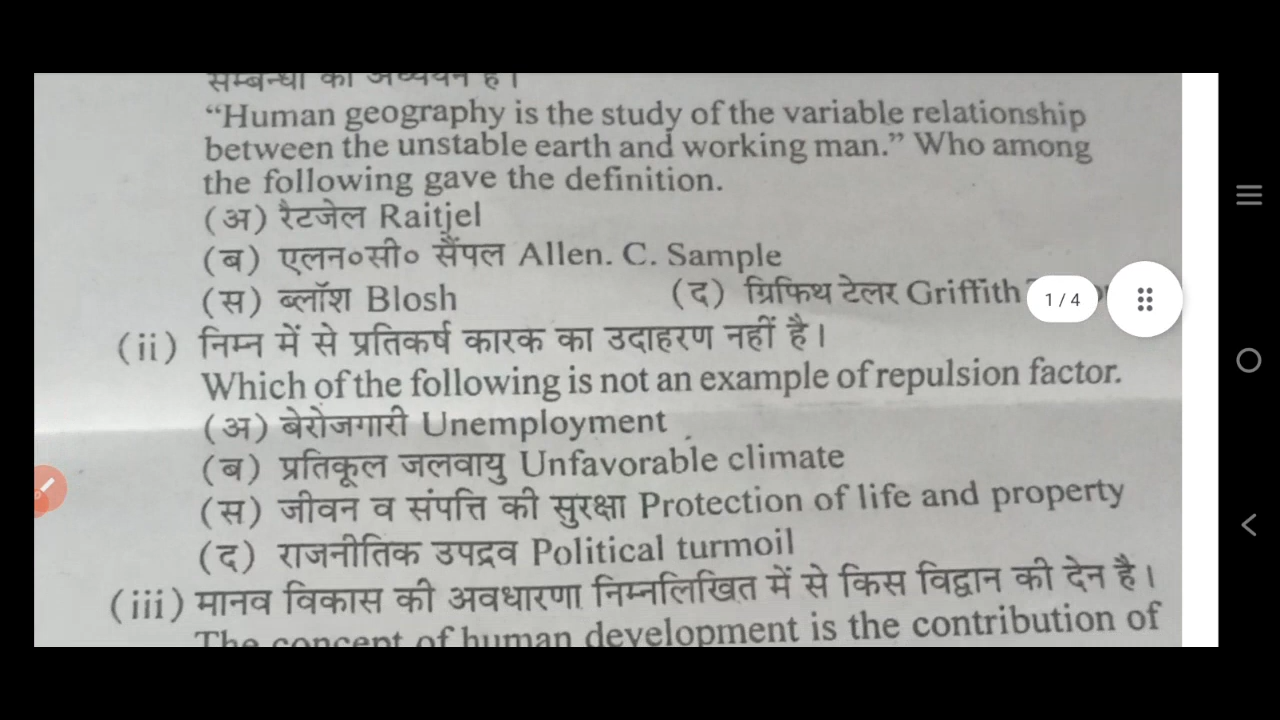 सम्बन्धों का अध्ययन है।
“Human geography is the study of the variable relationship
between the unstable earth and working man.” Who among
the following gave the definition.
(अ) रैटजेल Raitjel
(ब) एलन०सी० सैंपल Allen. C. Sample
(स) ब्लॉश Blosh (द) ग्रिफिथ टेलर Griffith
1 / 4
(ii) निम्न में से प्रतिकर्ष कारक का उदाहरण नहीं है।
Which of the following is not an example of repulsion factor.
(अ) बेरोजगारी Unemployment
(ब) प्रतिकूल जलवायु Unfavorable climate
(स) जीवन व संपत्ति की सुरक्षा Protection of life and property
(द) राजनीतिक उपद्रव Political turmoil
(iii) मानव विकास की अवधारणा निम्नलिखित में से किस विद्वान की देन है।
The concept of human development is the contribution of